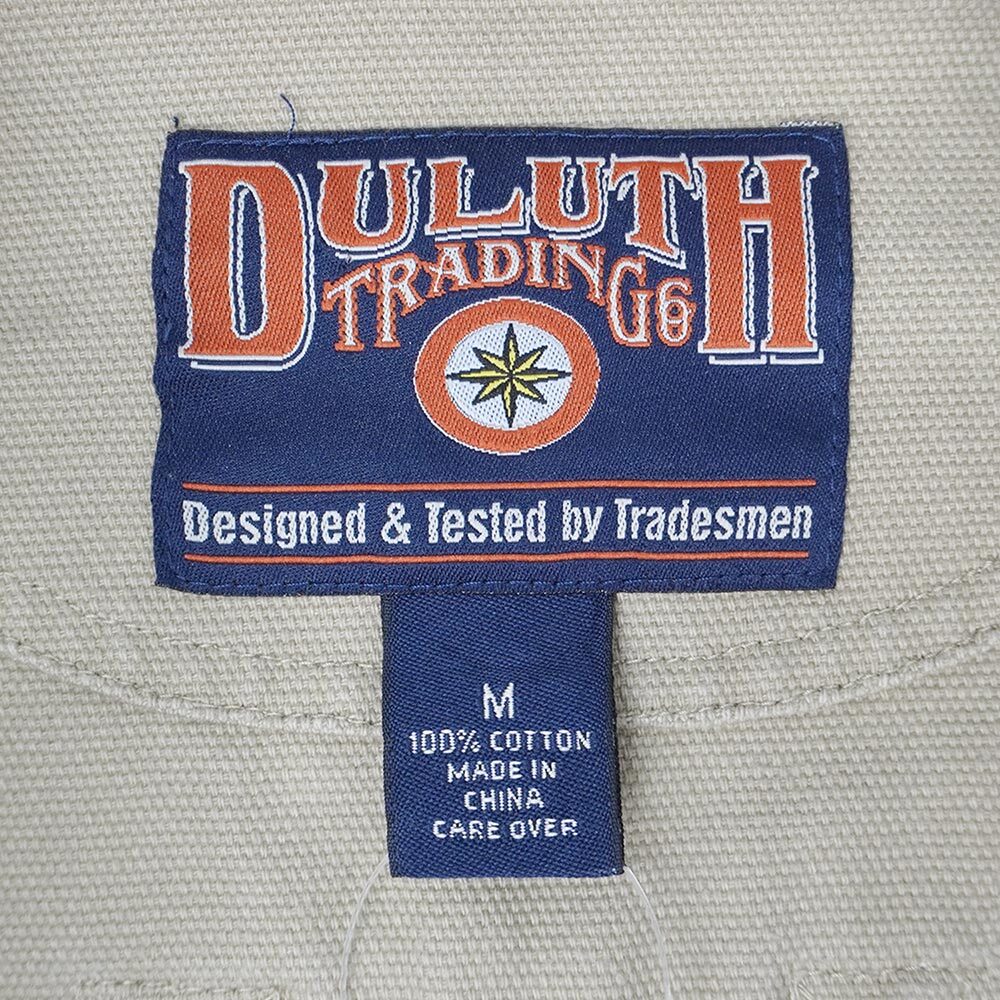 DULUTH
TRADING Co
Designed & Tested by Tradesmen
M
100% COTTON
MADE IN
CHINA
CARE OVER